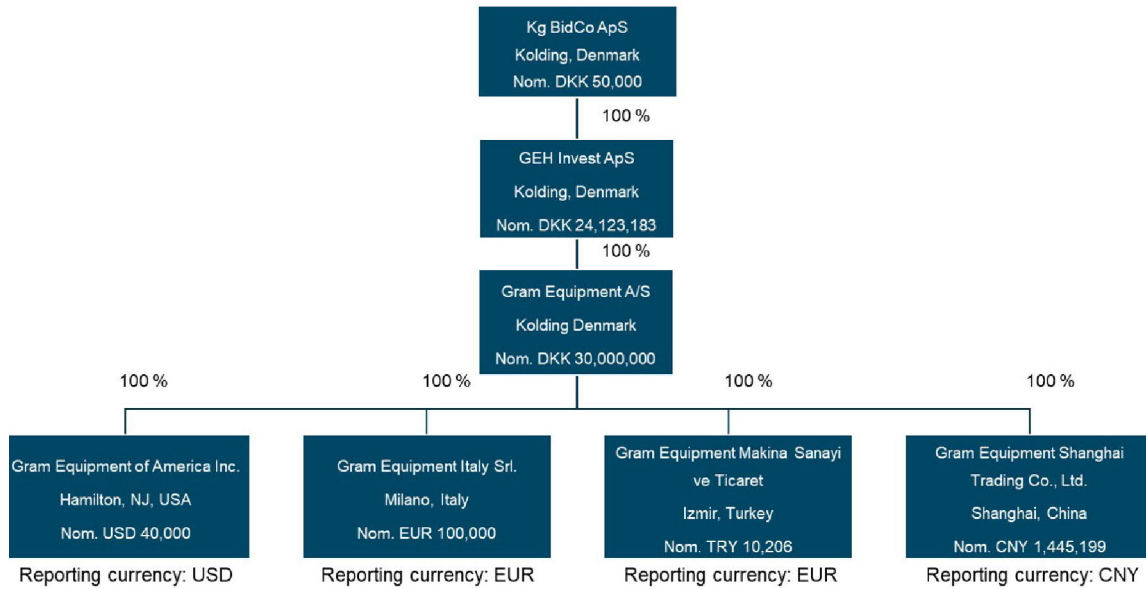 Kg BidCo ApS
Kolding, Denmark
Nom. DKK 50,000
100 %
GEH Invest ApS
Kolding, Denmark
Nom. DKK 24,123,183
100 %
Gram Equipment A/S
Kolding Denmark
Nom. DKK 30,000,000
100 %
100 %
100 %
100 %
Gram Equipment of America Inc.
Hamilton, NJ, USA
Nom. USD 40,000
Reporting currency: USD
Gram Equipment Italy Srl.
Milano, Italy
Nom. EUR 100,000
Reporting currency: EUR
Gram Equipment Makina Sanayi
ve Ticaret
Izmir, Turkey
Nom. TRY 10,206
Reporting currency: EUR
Gram Equipment Shanghai
Trading Co., Ltd.
Shanghai, China
Nom. CNY 1,445,199
Reporting currency: CNY